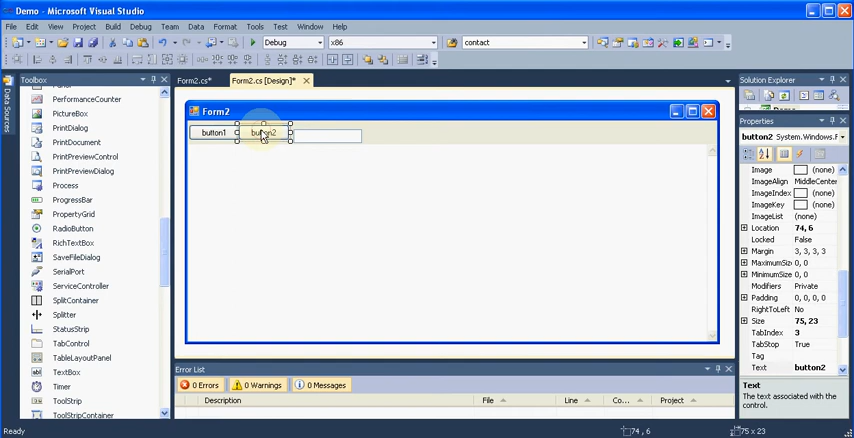 Demo - Microsoft Visual Studio
File Edit View Project Build Debug Team Data Format Tools Test Window Help
Debug x86 contact
Data Sources
Toolbox
Form2.cs* Form2.cs [Design]*
Solution Explorer
PerformanceCounter
PictureBox
PrintDialog
PrintDocument
PrintPreviewControl
PrintPreviewDialog
Process
ProgressBar
PropertyGrid
RadioButton
RichTextBox
SaveFileDialog
SerialPort
ServiceController
SplitContainer
Splitter
StatusStrip
TabControl
TableLayoutPanel
TextBox
Timer
ToolStrip
ToolStripContainer
Form2
button1 button2
Error List
0 Errors 0 Warnings 0 Messages
Description File Line Co... Project
Properties
button2 System.Windows.F
Image (none)
ImageAlign MiddleCenter
ImageIndex (none)
ImageKey (none)
ImageList (none)
Location 74, 6
Locked False
Margin 3, 3, 3, 3
MaximumSize 0, 0
MinimumSize 0, 0
Modifiers Private
Padding 0, 0, 0, 0
RightToLeft No
Size 75, 23
TabIndex 3
TabStop True
Tag
Text button2
Text
The text associated with the control.
Ready 74 , 6 75 x 23